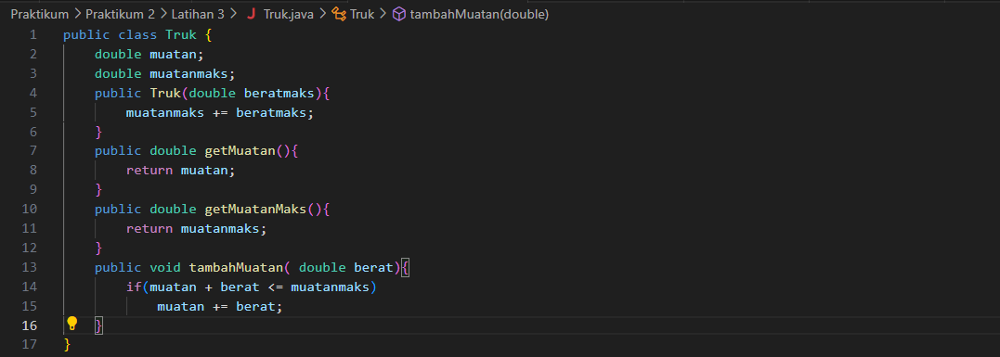 Praktikum > Praktikum 2 > Latihan 3 > J Truk.java > Truk > tambahMuatan(double)
1 public class Truk {
2 double muatan;
3 double muatanmaks;
4 public Truk(double beratmaks){
5 muatanmaks += beratmaks;
6 }
7 public double getMuatan(){
8 return muatan;
9 }
10 public double getMuatanMaks(){
11 return muatanmaks;
12 }
13 public void tambahMuatan( double berat){
14 if(muatan + berat <= muatanmaks)
15 muatan += berat;
16 }
17 }